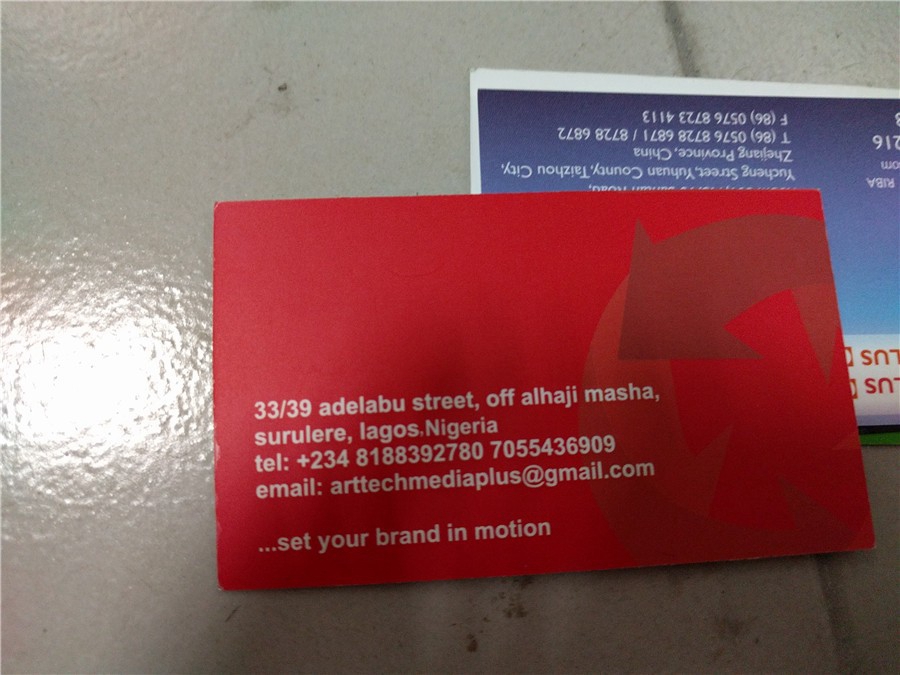 33/39 adelabu street, off alhaji masha,
surulere, lagos.Nigeria
tel: +234 8188392780 7055436909
email: arttechmediaplus@gmail.com
...set your brand in motion
Yucheng Street,Yuhuan County,Taizhou City,
Zhejiang Province, China
T (86) 0576 8728 6871 / 8728 6872
F (86) 0576 8723 4113
RIBA
216